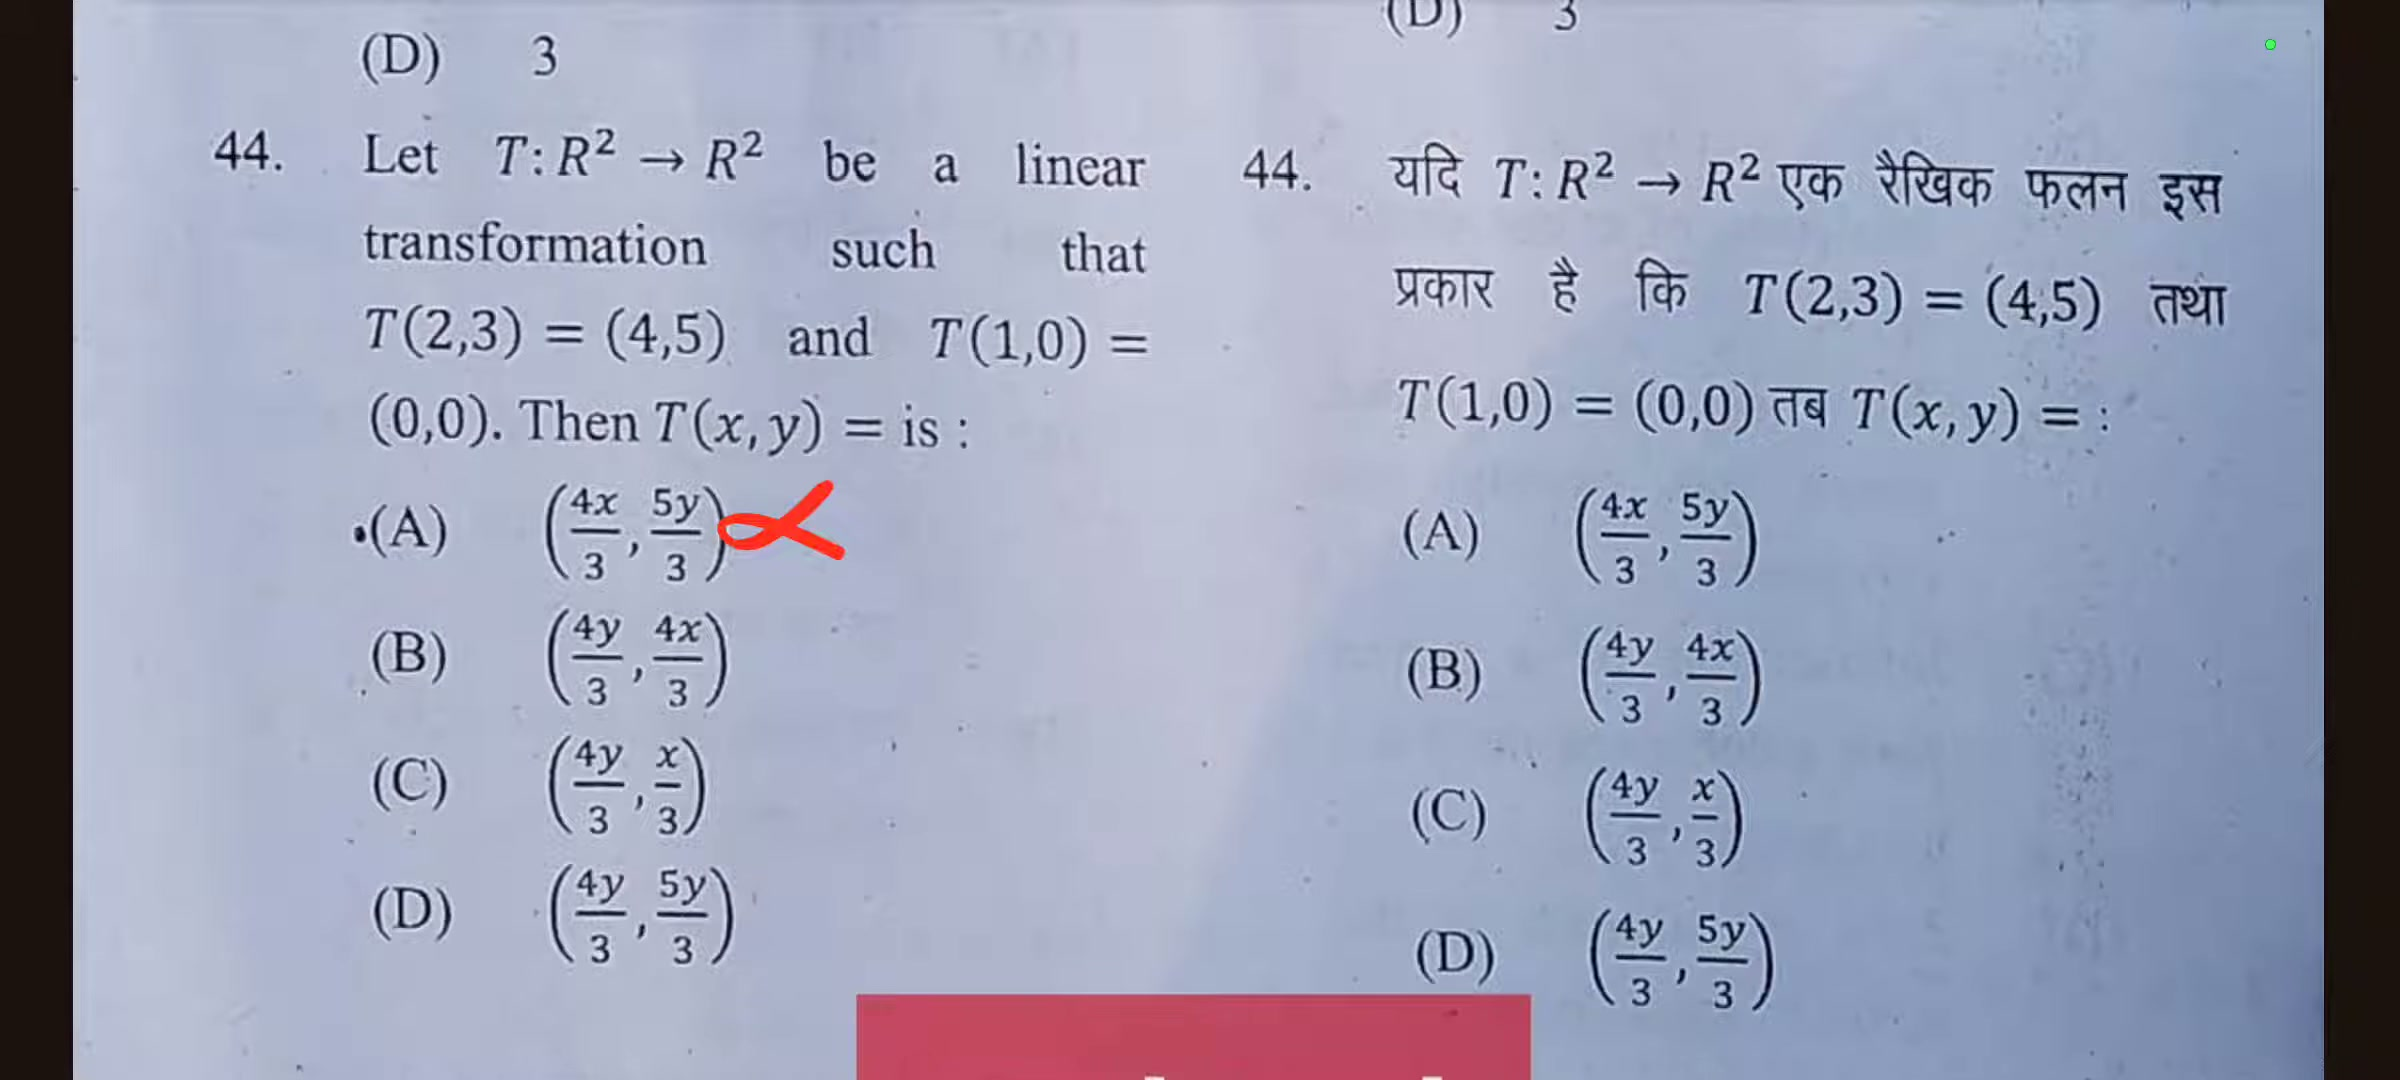 (D) 3
44. Let T: R² → R² be a linear
transformation such that
T(2,3) = (4,5) and T(1,0) =
(0,0). Then T(x, y) = is :
(A) (4x/3, 5y/3)
(B) (4y/3, 4x/3)
(C) (4y/3, x/3)
(D) (4y/3, 5y/3)
(D) 3
44. यदि T: R² → R² एक रैखिक फलन इस
प्रकार है कि T(2,3) = (4,5) तथा
T(1,0) = (0,0) तब T(x, y) = :
(A) (4x/3, 5y/3)
(B) (4y/3, 4x/3)
(C) (4y/3, x/3)
(D) (4y/3, 5y/3)